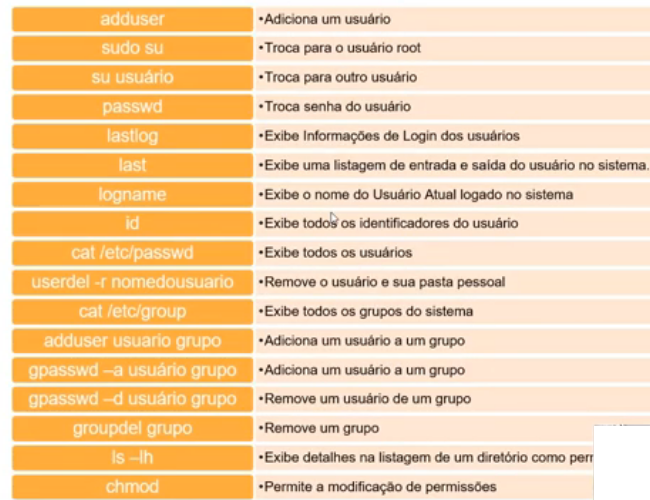 adduser •Adiciona um usuário
sudo su •Troca para o usuário root
su usuário •Troca para outro usuário
passwd •Troca senha do usuário
lastlog •Exibe Informações de Login dos usuários
last •Exibe uma listagem de entrada e saída do usuário no sistema.
logname •Exibe o nome do Usuário Atual logado no sistema
id •Exibe todos os identificadores do usuário
cat /etc/passwd •Exibe todos os usuários
userdel -r nomedousuario •Remove o usuário e sua pasta pessoal
cat /etc/group •Exibe todos os grupos do sistema
adduser usuario grupo •Adiciona um usuário a um grupo
gpasswd –a usuário grupo •Adiciona um usuário a um grupo
gpasswd –d usuário grupo •Remove um usuário de um grupo
groupdel grupo •Remove um grupo
ls –lh •Exibe detalhes na listagem de um diretório como
chmod •Permite a modificação de permissões